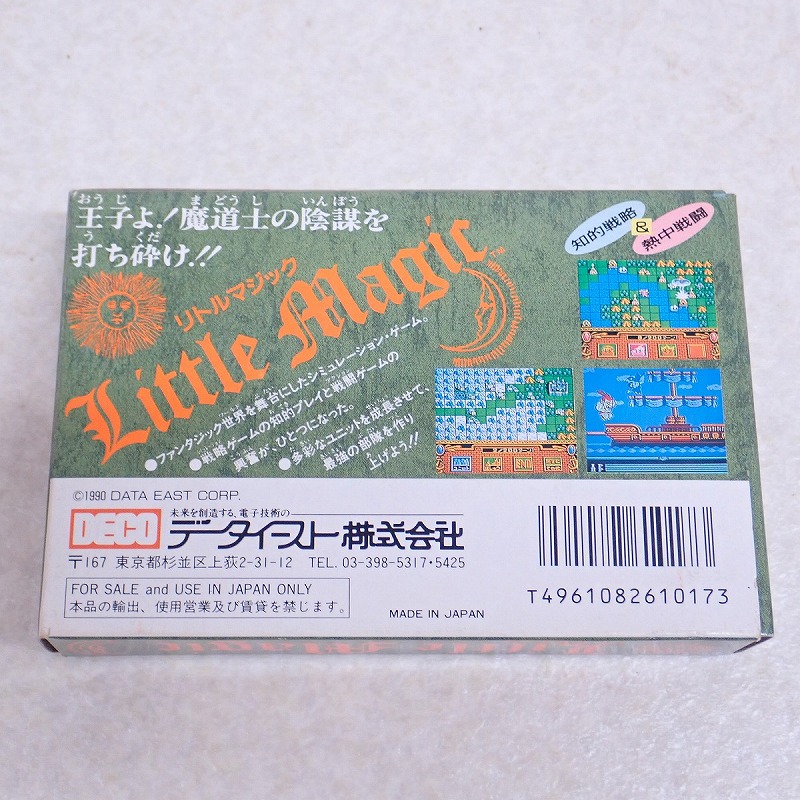 おうじ まどうし いんぼう
王子よ!魔道士の陰謀を
う くだ
打ち砕け!!
知的戦略
&
熱中戦闘
リトルマジック
Little Magic™
●ファンタジック世界を舞台にしたシミュレーション・ゲーム。
●戦略ゲームの知的プレイと戦闘ゲームの
興奮が、ひとつになった。
●多彩なユニットを成長させて、
最強の部隊を作り
上げよう!!
©1990 DATA EAST CORP.
DECO
未来を創造する、電子技術の
データイースト株式会社
〒167 東京都杉並区上荻2-31-12 TEL. 03-398-5317・5425
FOR SALE and USE IN JAPAN ONLY
本品の輸出、使用営業及び賃貸を禁じます。
MADE IN JAPAN
T4961082610173
Little Magic